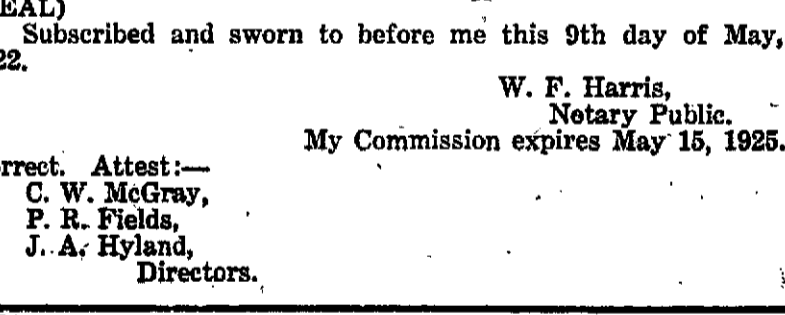 EAL)
Subscribed and sworn to before me this 9th day of May,
22.
W. F. Harris,
Notary Public.
My Commission expires May 15, 1925.
rrect. Attest:—
C. W. McGray,
P. R. Fields,
J. A. Hyland,
Directors.